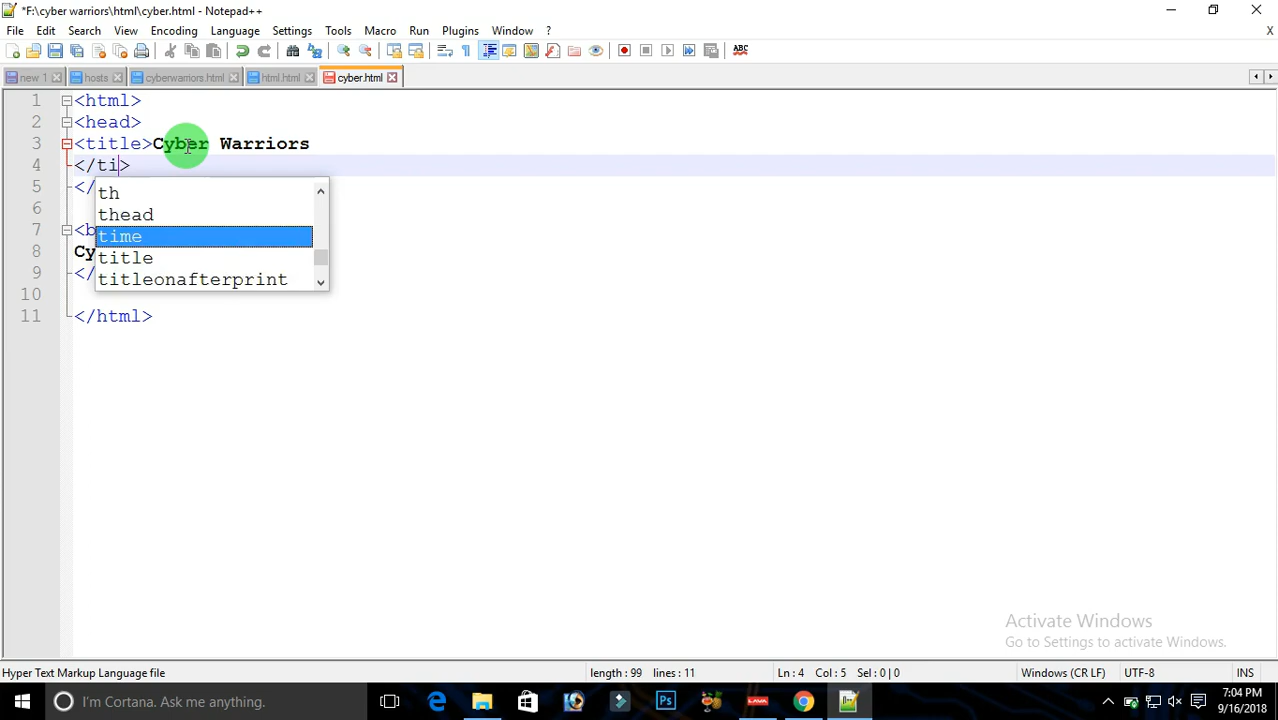 *F:\cyber warriors\html\cyber.html - Notepad++
File Edit Search View Encoding Language Settings Tools Macro Run Plugins Window ? X
ABC
new 1 hosts cyberwarriors.html html.html cyber.html
1 <html>
2 <head>
3 <title>Cyber Warriors
4 </ti>
5 </
th
6
thead
7 <b
time
8 Cy
title
9 </
titleonafterprint
10
11 </html>
Activate Windows
Go to Settings to activate Windows.
Hyper Text Markup Language file length : 99 lines : 11 Ln : 4 Col : 5 Sel : 0 | 0 Windows (CR LF) UTF-8 INS
I'm Cortana. Ask me anything. Ps LAVA 7:04 PM
9/16/2018